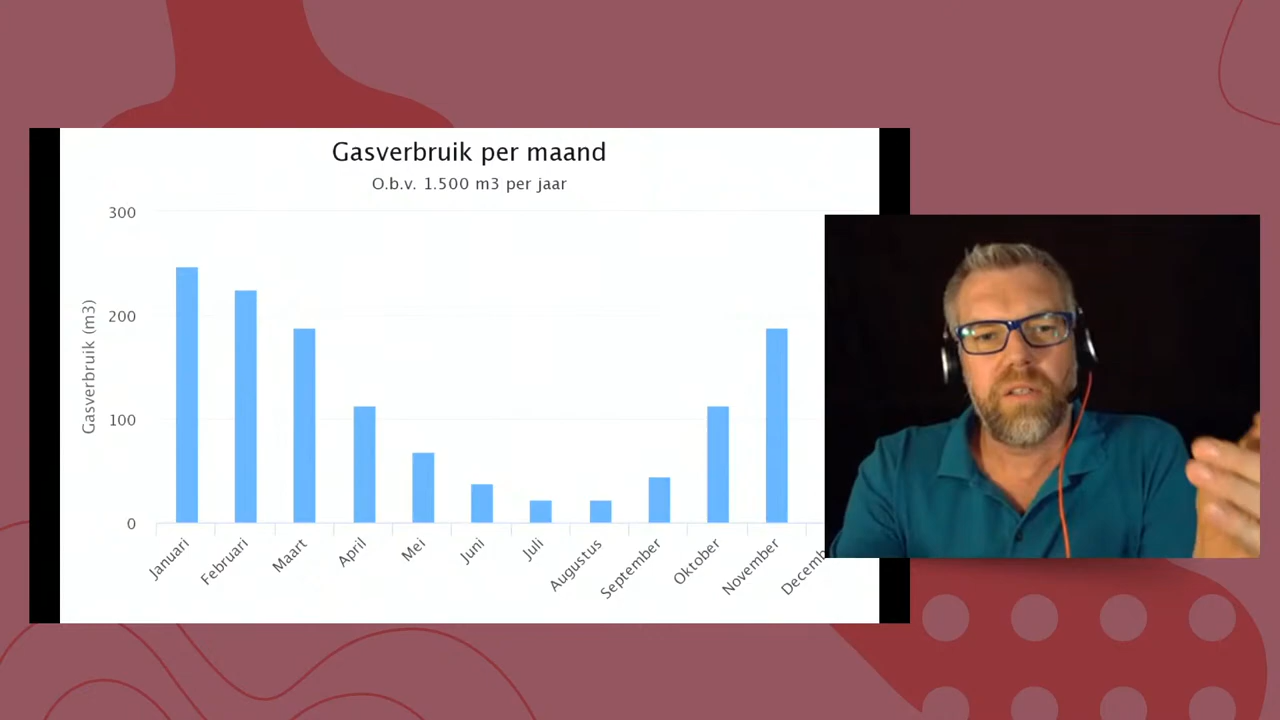 Gasverbruik per maand
O.b.v. 1.500 m3 per jaar
Gasverbruik (m3)
300
200
100
0
Januari
Februari
Maart
April
Mei
Juni
Juli
Augustus
September
Oktober
November